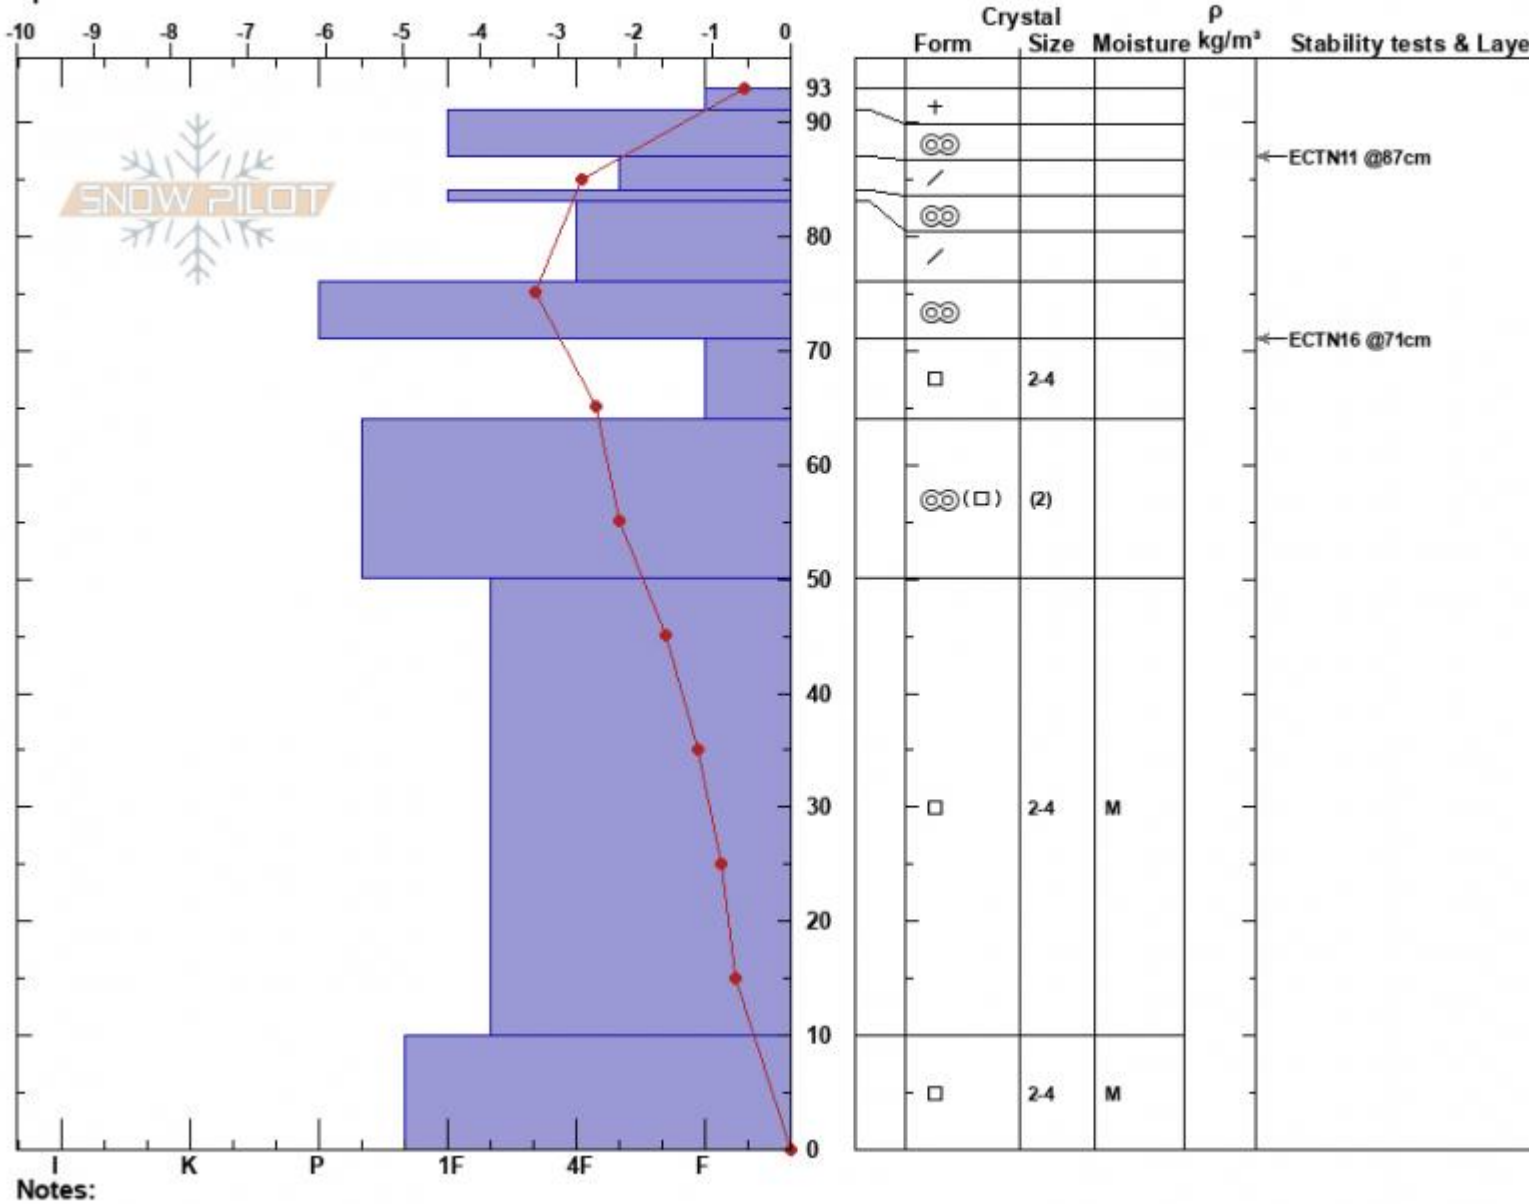 Crystal ρ
-10 -9 -8 -7 -6 -5 -4 -3 -2 -1 0 Form Size Moisture kg/m³ Stability tests & Laye
93
+
90
SNOW PILOT
ECTN11 @87cm
80
ECTN16 @71cm
70
2-4
60
( ) (2)
50
40
30 2-4 M
20
10
2-4 M
0
I K P 1F 4F F
Notes: